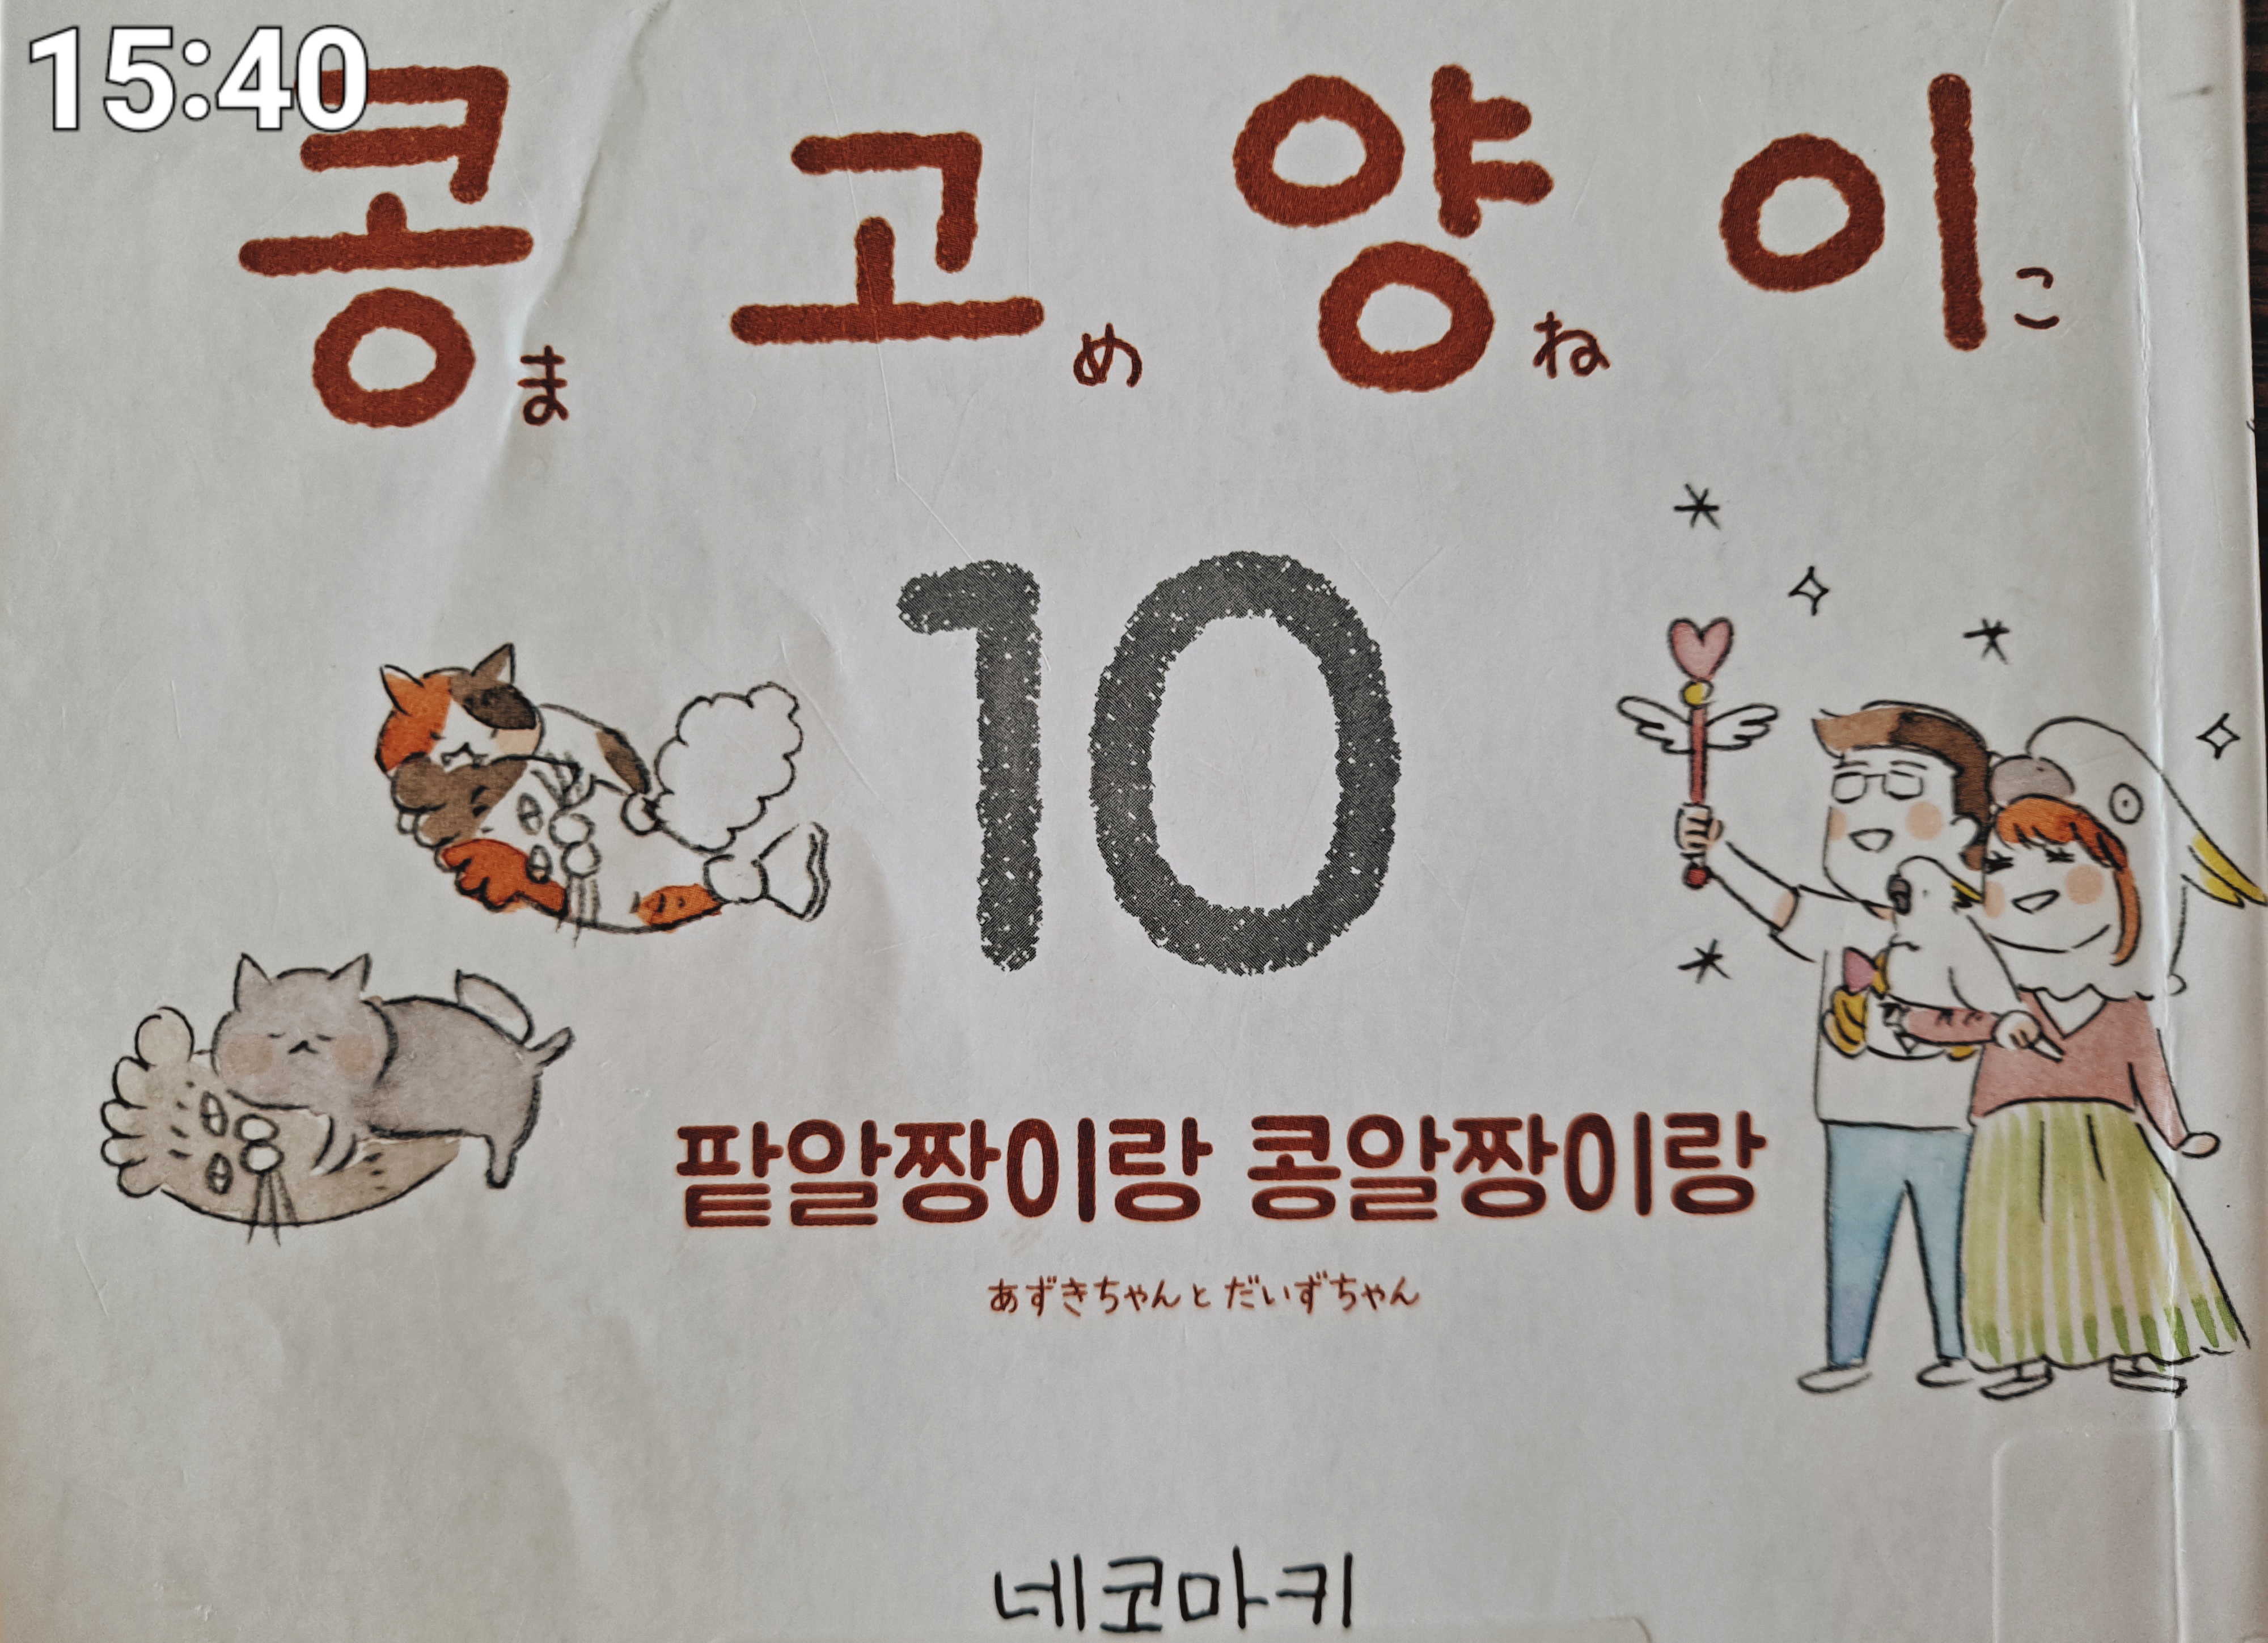 15:40
콩 고 양 이
ま め ね こ
10
팥알짱이랑 콩알짱이랑
あずきちゃんと だいずちゃん
네코마키